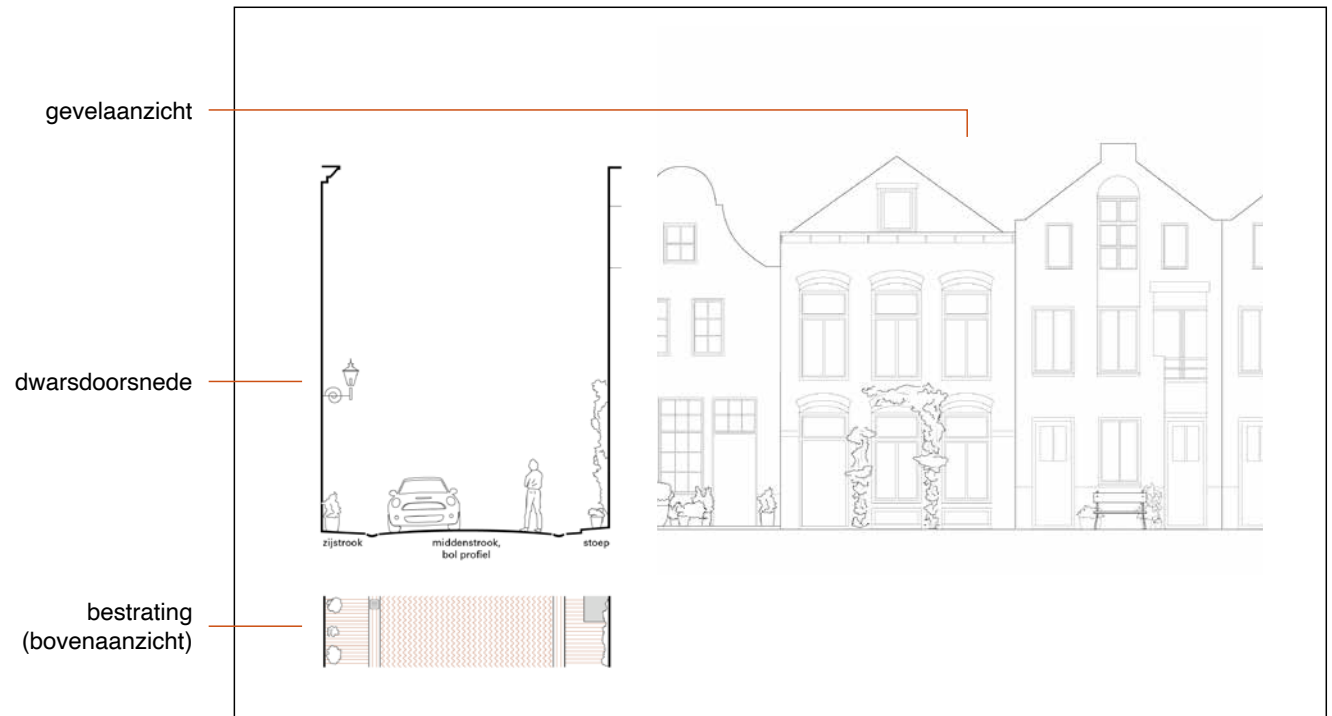 gevelaanzicht
dwarsdoorsnede
zijstrook
middenstrook,
bol profiel
stoep
bestrating
(bovenaanzicht)